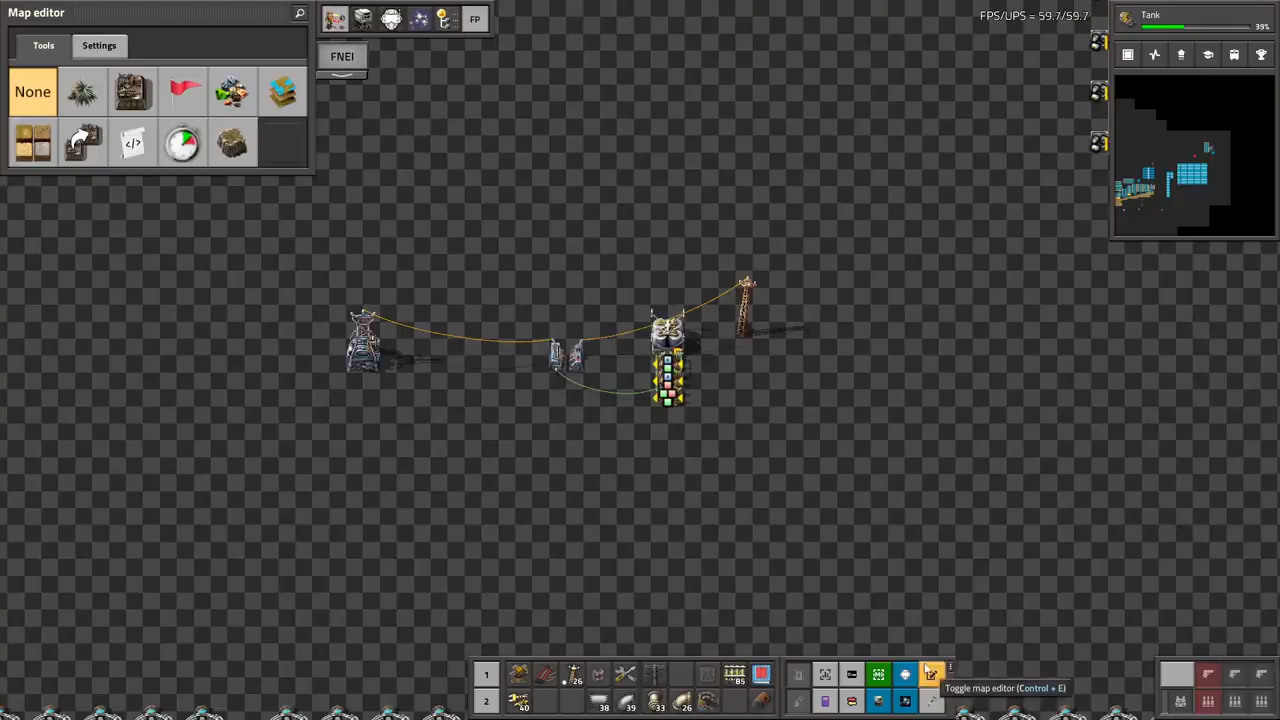 Map editor
Tools
Settings
None
FP
FNEI
FPS/UPS = 59.7/59.7
Tank
39%
1
26
85
2
38
39
33
26
Toggle map editor (Control + E)